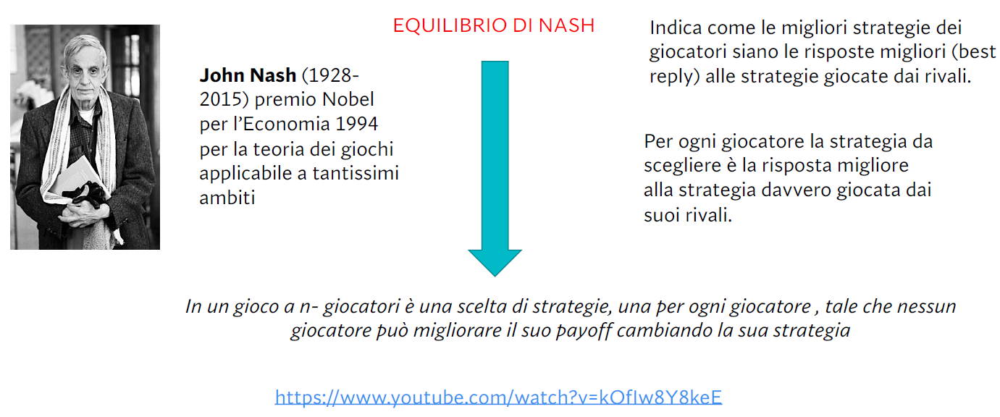 EQUILIBRIO DI NASH
John Nash (1928-
2015) premio Nobel
per l'Economia 1994
per la teoria dei giochi
applicabile a tantissimi
ambiti
Indica come le migliori strategie dei
giocatori siano le risposte migliori (best
reply) alle strategie giocate dai rivali.
Per ogni giocatore la strategia da
scegliere è la risposta migliore
alla strategia davvero giocata dai
suoi rivali.
In un gioco a n- giocatori è una scelta di strategie, una per ogni giocatore , tale che nessun
giocatore può migliorare il suo payoff cambiando la sua strategia
https://www.youtube.com/watch?v=kOfIw8Y8keE